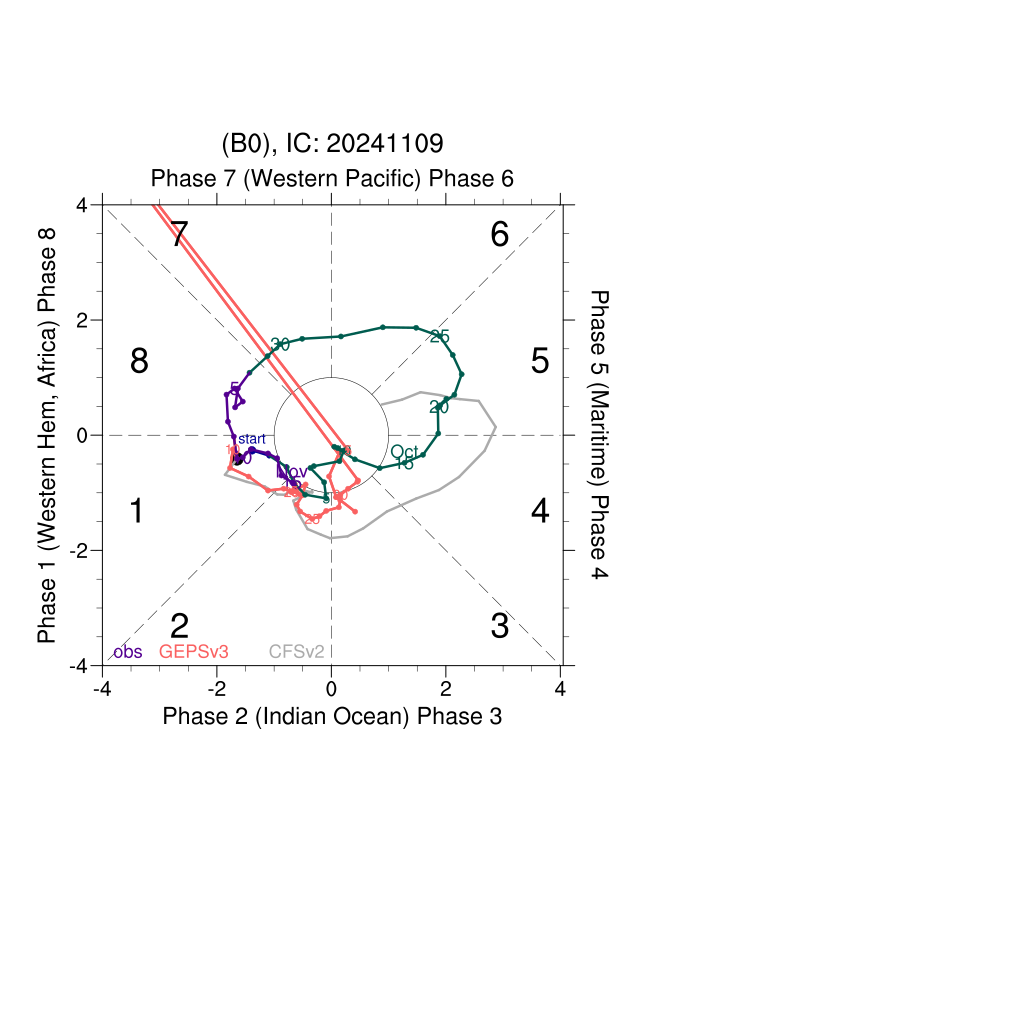 (B0), IC: 20241109
Phase 7 (Western Pacific) Phase 6
Phase 1 (Western Hem, Africa) Phase 8
Phase 5 (Maritime) Phase 4
4
2
0
-2
-4
7
6
8
5
1
4
2
3
30
25
5
20
start
Oct
15
Nov
5
25
obs
GEPSv3
CFSv2
-4
-2
0
2
4
Phase 2 (Indian Ocean) Phase 3